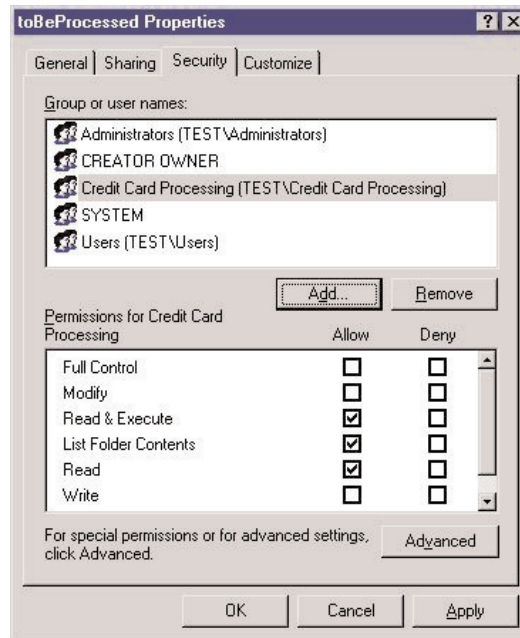 toBeProcessed Properties
General Sharing Security Customize
Group or user names:
Administrators (TEST\Administrators)
CREATOR OWNER
Credit Card Processing (TEST\Credit Card Processing)
SYSTEM
Users (TEST\Users)
Add... Remove
Permissions for Credit Card
Processing Allow Deny
Full Control
Modify
Read & Execute
List Folder Contents
Read
Write
For special permissions or for advanced settings,
click Advanced.
Advanced
OK Cancel Apply